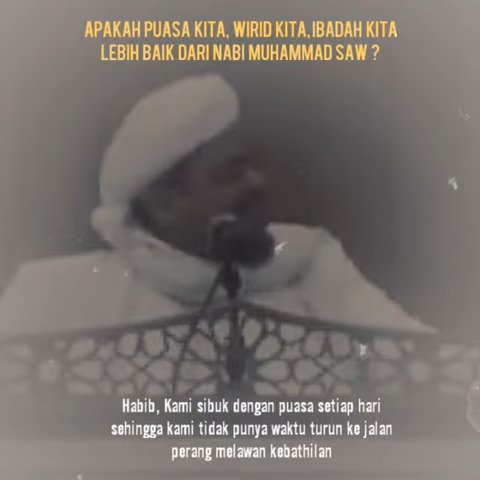 APAKAH PUASA KITA, WIRID KITA, IBADAH KITA
LEBIH BAIK DARI NABI MUHAMMAD SAW ?
Habib, Kami sibuk dengan puasa setiap hari
sehingga kami tidak punya waktu turun ke jalan
perang melawan kebathilan